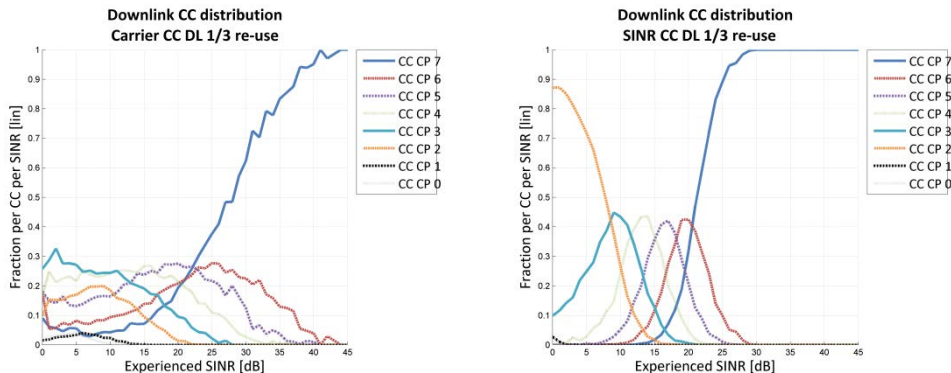 Downlink CC distribution
Carrier CC DL 1/3 re-use
Fraction per CC per SINR [lin]
1
0.9
0.8
0.7
0.6
0.5
0.4
0.3
0.2
0.1
0
0 5 10 15 20 25 30 35 40 45
Experienced SINR [dB]
CC CP 7
CC CP 6
CC CP 5
CC CP 4
CC CP 3
CC CP 2
CC CP 1
CC CP 0
Downlink CC distribution
SINR CC DL 1/3 re-use
Fraction per CC per SINR [lin]
1
0.9
0.8
0.7
0.6
0.5
0.4
0.3
0.2
0.1
0
0 5 10 15 20 25 30 35 40 45
Experienced SINR [dB]
CC CP 7
CC CP 6
CC CP 5
CC CP 4
CC CP 3
CC CP 2
CC CP 1
CC CP 0